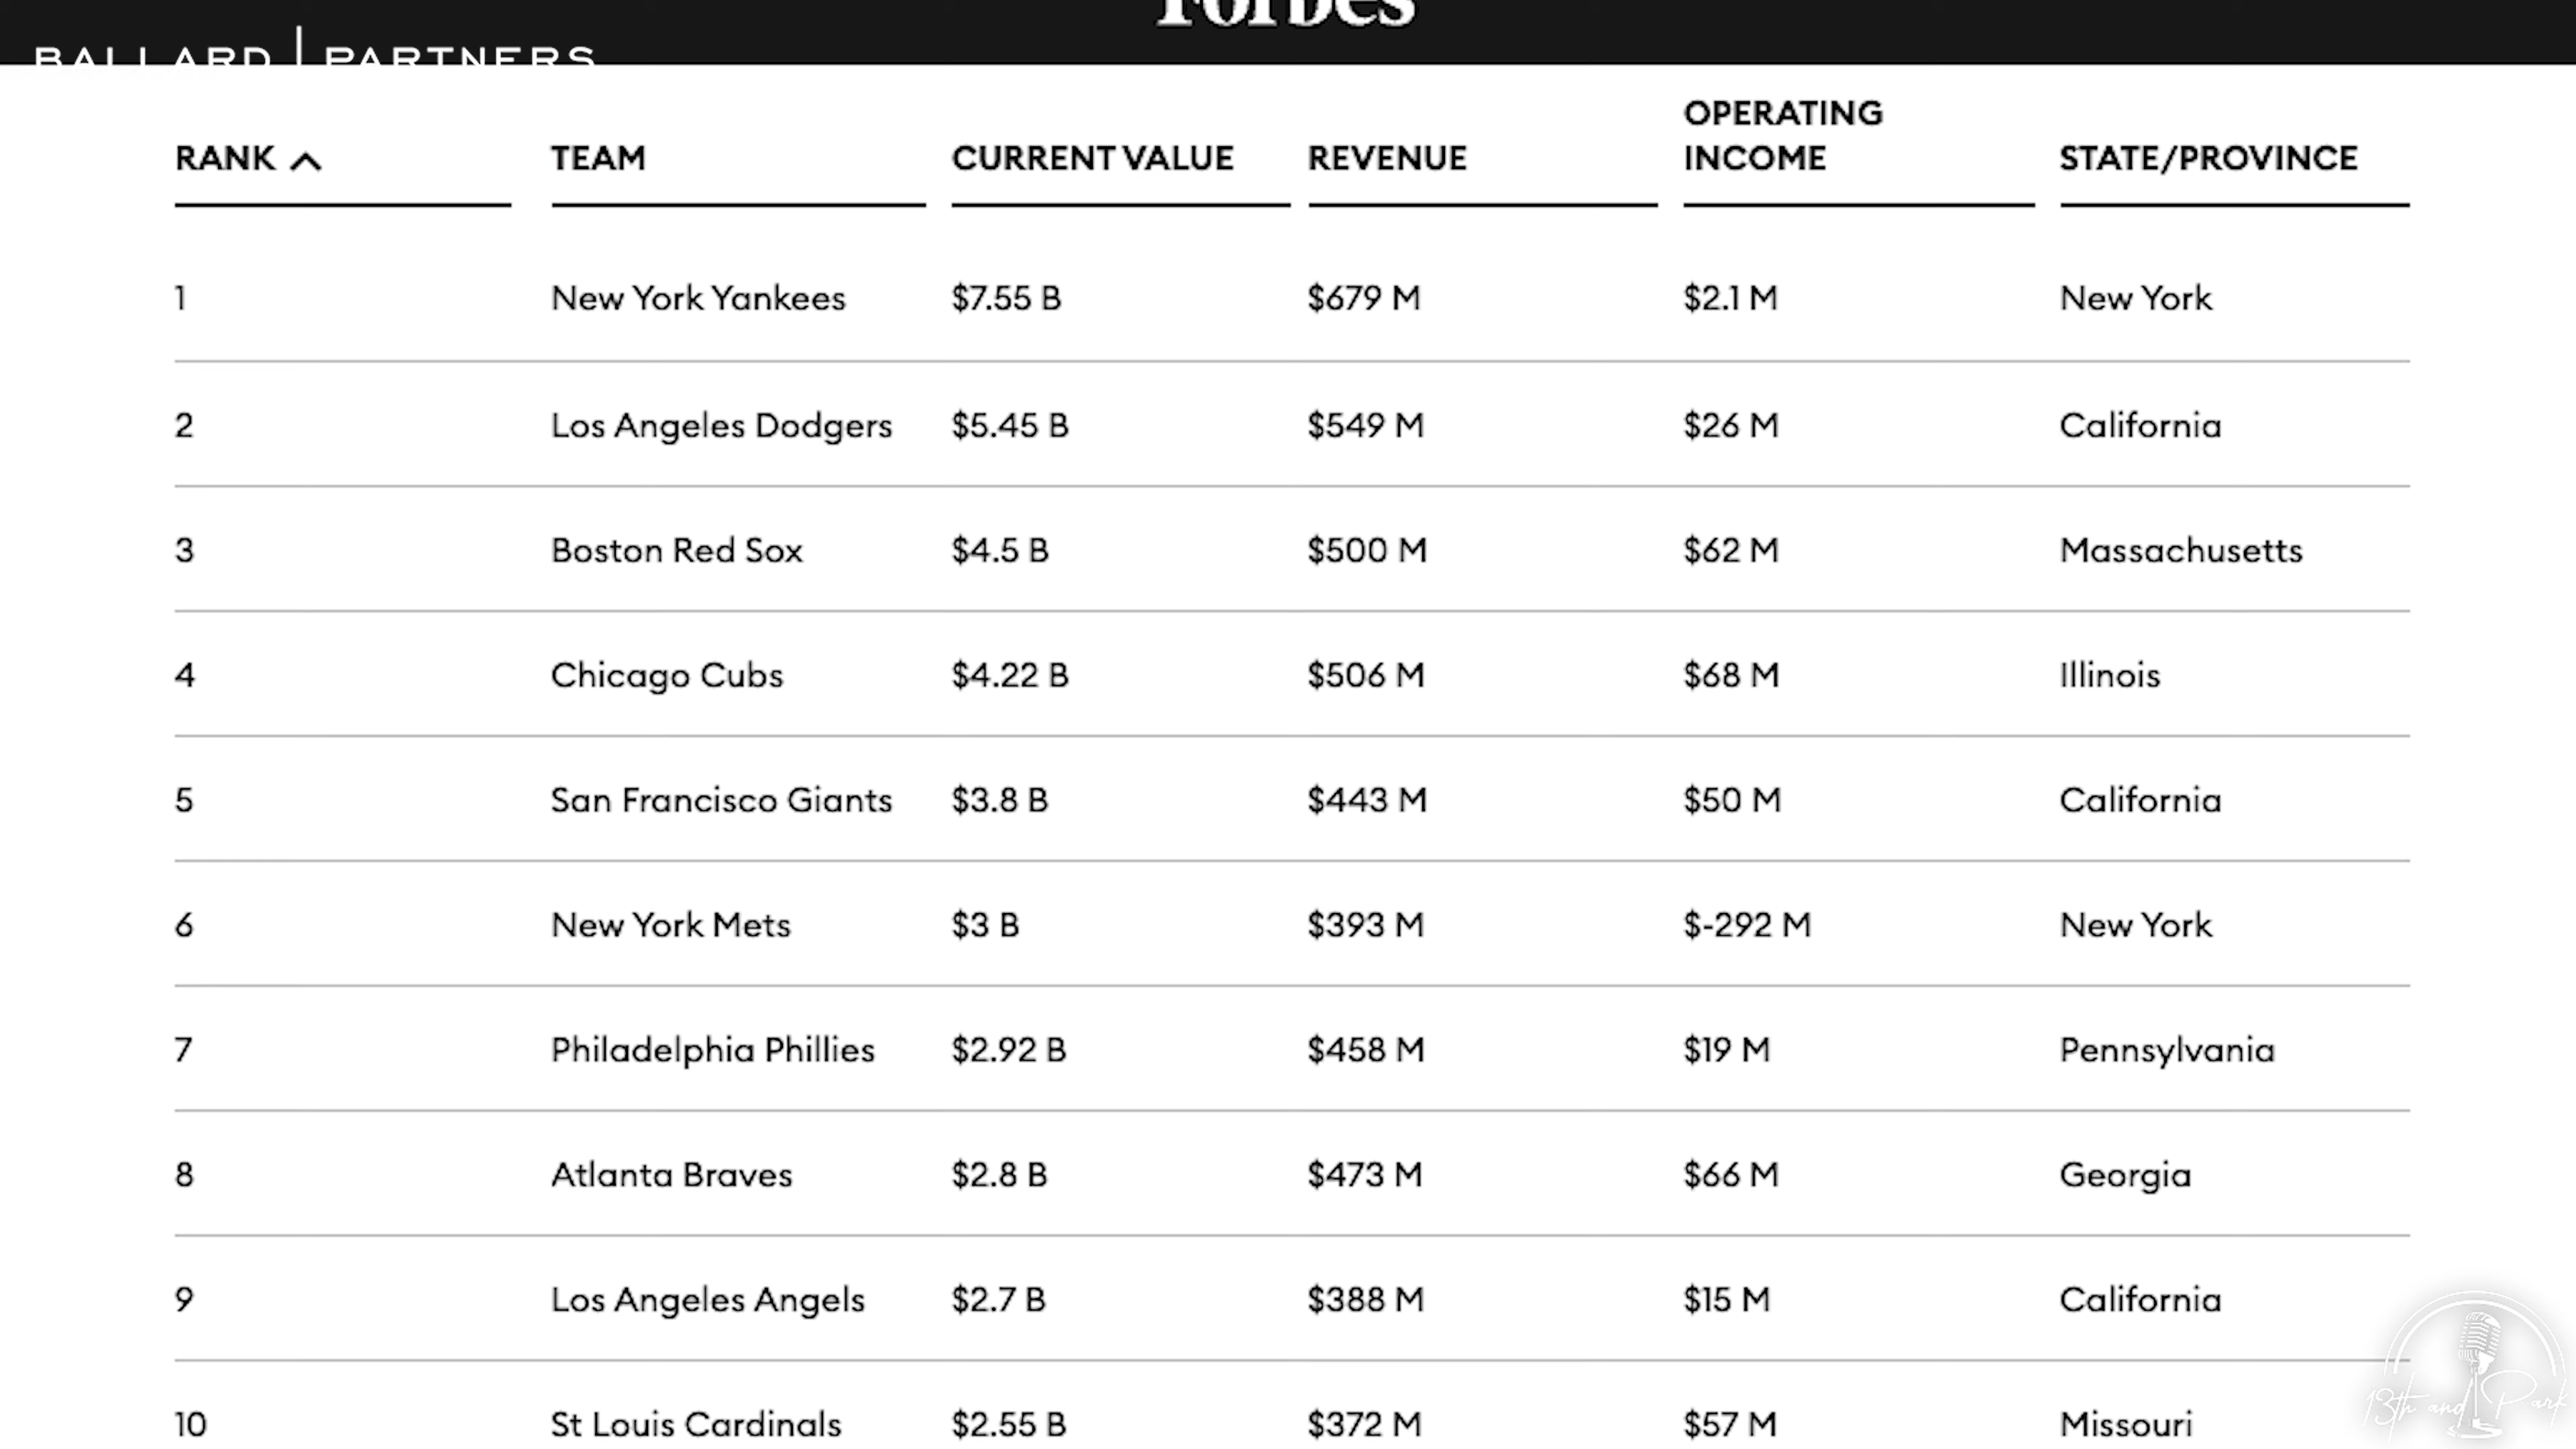 Forbes
BALLARD | PARTNERS
RANK TEAM CURRENT VALUE REVENUE OPERATING INCOME STATE/PROVINCE
1 New York Yankees $7.55 B $679 M $2.1 M New York
2 Los Angeles Dodgers $5.45 B $549 M $26 M California
3 Boston Red Sox $4.5 B $500 M $62 M Massachusetts
4 Chicago Cubs $4.22 B $506 M $68 M Illinois
5 San Francisco Giants $3.8 B $443 M $50 M California
6 New York Mets $3 B $393 M $-292 M New York
7 Philadelphia Phillies $2.92 B $458 M $19 M Pennsylvania
8 Atlanta Braves $2.8 B $473 M $66 M Georgia
9 Los Angeles Angels $2.7 B $388 M $15 M California
10 St Louis Cardinals $2.55 B $372 M $57 M Missouri
13th and Park